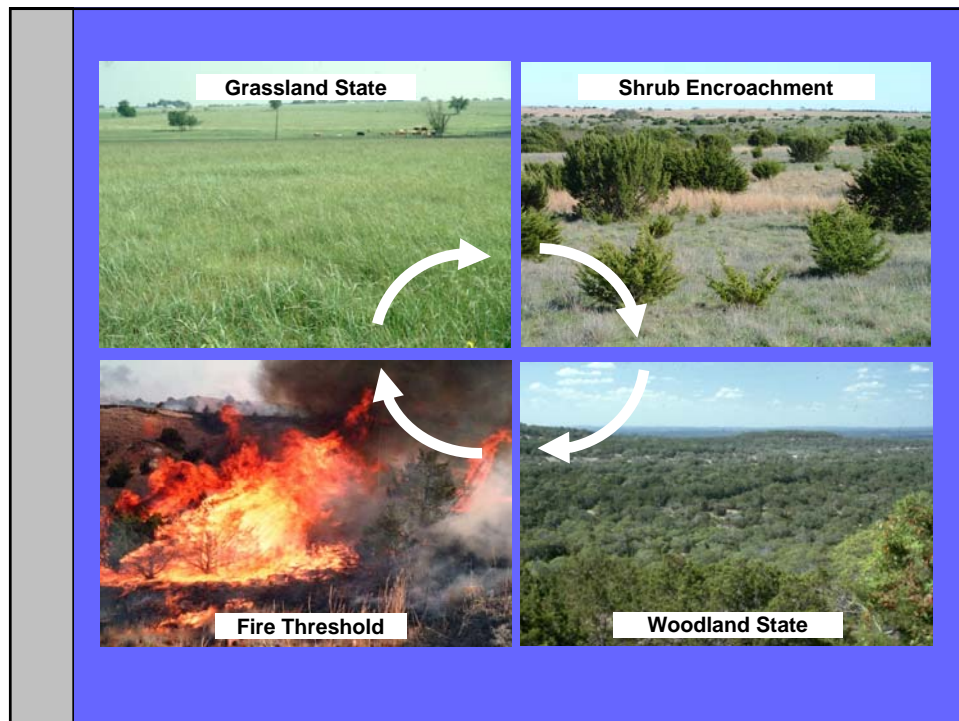 Grassland State
Shrub Encroachment
Fire Threshold
Woodland State